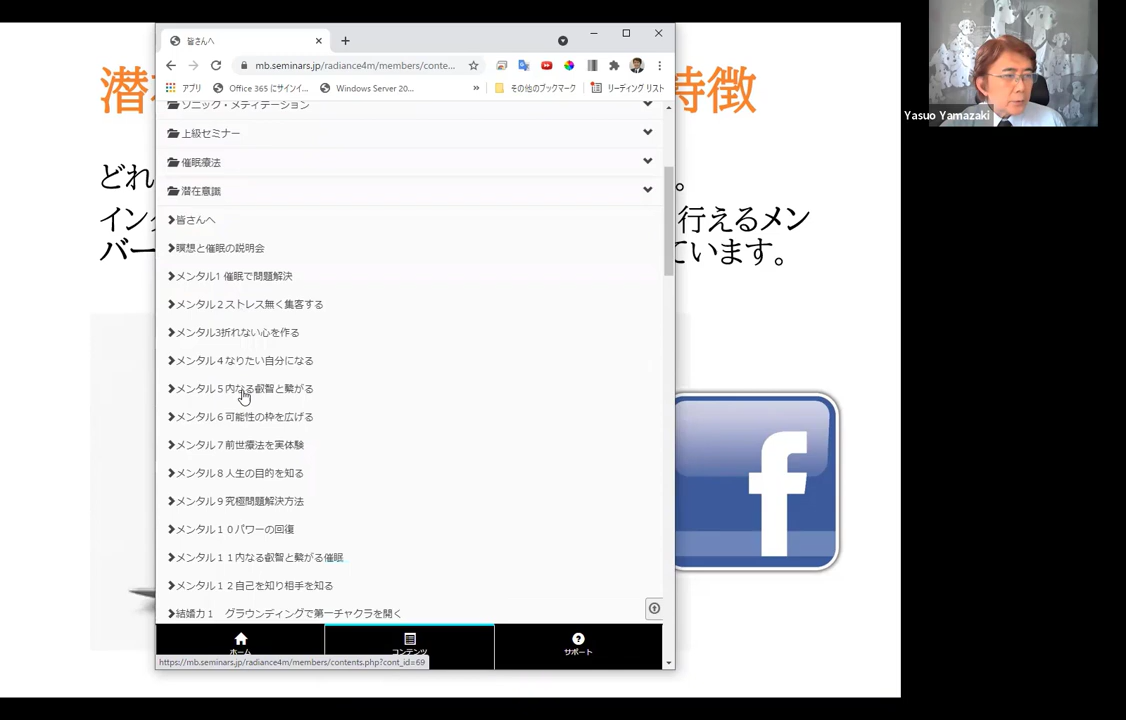 皆さんへ
mb.seminars.jp/radiance4m/members/conte...
アプリ
Office 365 にサインイ...
Windows Server 20...
»
その他のブックマーク
リーディング リスト
Yasuo Yamazaki
潜
特徴
どれ
。
イン
行えるメン
バー
ています。
ソニック・メディテーション
上級セミナー
催眠療法
潜在意識
皆さんへ
瞑想と催眠の説明会
メンタル1 催眠で問題解決
メンタル２ストレス無く集客する
メンタル3折れない心を作る
メンタル４なりたい自分になる
メンタル５内なる叡智と繋がる
メンタル６可能性の枠を広げる
メンタル７前世療法を実体験
メンタル８人生の目的を知る
メンタル９究極問題解決方法
メンタル１０パワーの回復
メンタル１１内なる叡智と繋がる催眠
メンタル１２自己を知り相手を知る
結婚力１　グラウンディングで第一チャクラを開く
ホーム
コンテンツ
サポート
https://mb.seminars.jp/radiance4m/members/contents.php?cont_id=69
f